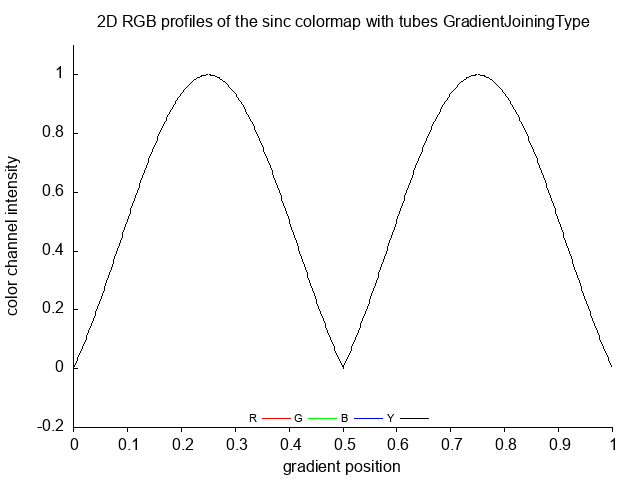 2D RGB profiles of the sinc colormap with tubes GradientJoiningType
1
0.8
0.6
0.4
0.2
0
-0.2
color channel intensity
R G B Y
0 0.1 0.2 0.3 0.4 0.5 0.6 0.7 0.8 0.9 1
gradient position